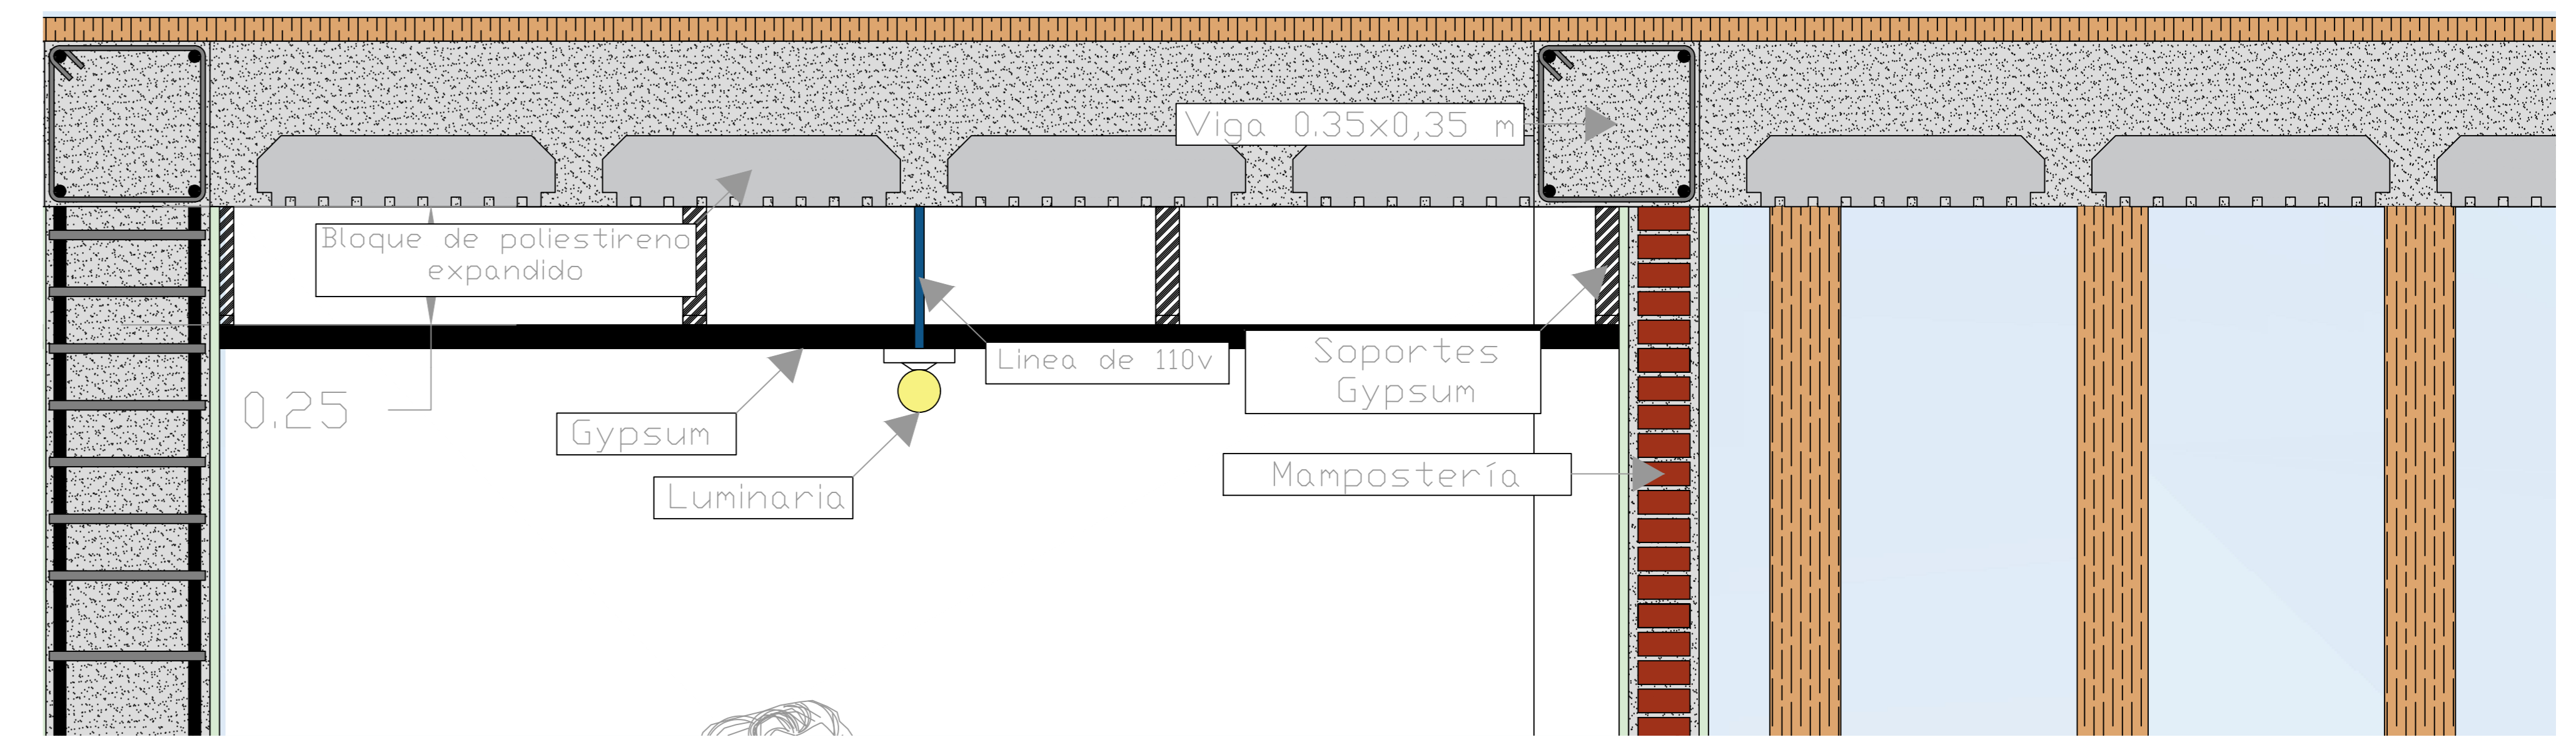 Viga 0.35x0,35 m
Bloque de poliestireno
expandido
Linea de 110v
Soportes
Gypsum
0.25
Gypsum
Luminaria
Mampostería